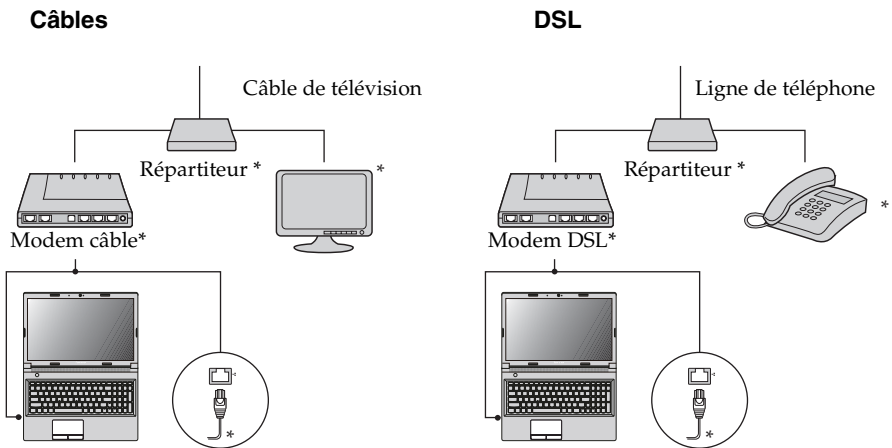 Câbles
Câble de télévision
Répartiteur *
*
Modem câble*
*
DSL
Ligne de téléphone
Répartiteur *
*
Modem DSL*
*